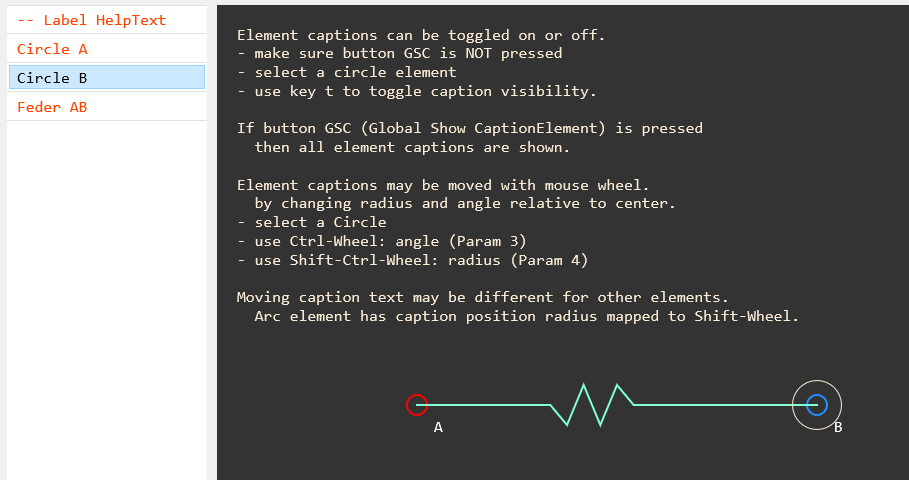 -- Label HelpText
Circle A
Circle B
Feder AB
Element captions can be toggled on or off.
- make sure button GSC is NOT pressed
- select a circle element
- use key t to toggle caption visibility.
If button GSC (Global Show CaptionElement) is pressed
then all element captions are shown.
Element captions may be moved with mouse wheel.
by changing radius and angle relative to center.
- select a Circle
- use Ctrl-Wheel: angle (Param 3)
- use Shift-Ctrl-Wheel: radius (Param 4)
Moving caption text may be different for other elements.
Arc element has caption position radius mapped to Shift-Wheel.
A
B